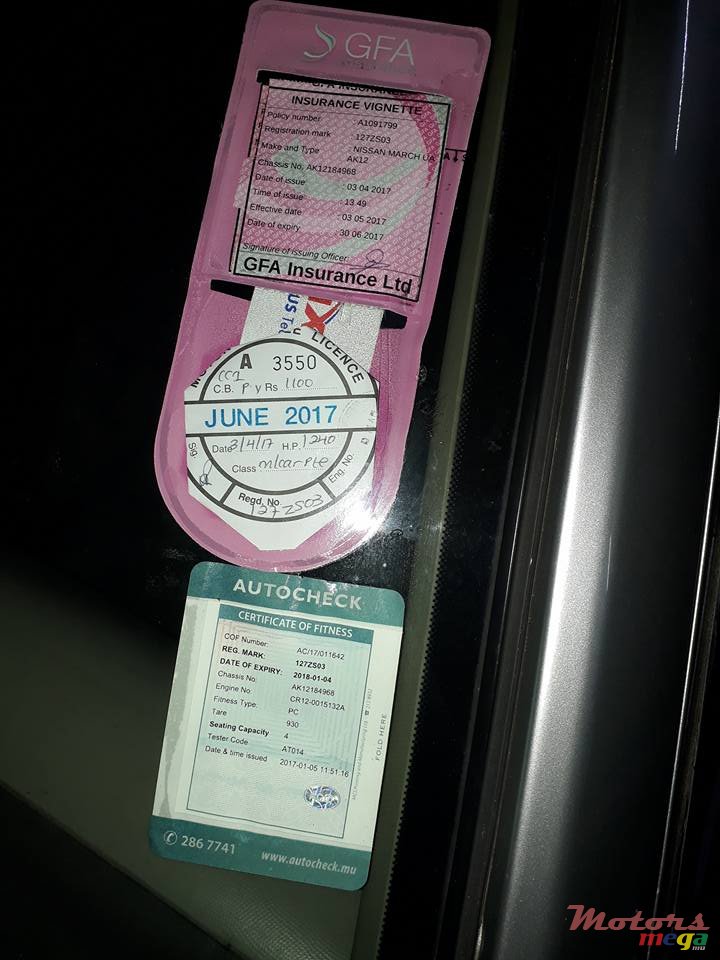 GFA
INSURANCE VIGNETTE
Policy number : A1091799
Registration mark : 127ZS03
Make and Type : NISSAN MARCH UA
AK12
Chassis No. AK12184968
Date of issue : 03 04 2017
Time of issue : 13 49
Effective date : 03 05 2017
Date of expiry : 30 06 2017
Signature of Issuing Officer:
GFA Insurance Ltd
LICENCE
A 3550
C.B. P y Rs 1100
JUNE 2017
Date 3/4/17 H.P. 1240
Class m/car-Pte
Eng. No.
Sig
Regd. No.
127ZS03
AUTOCHECK
CERTIFICATE OF FITNESS
COF Number: AC/17/011642
REG. MARK: 127ZS03
DATE OF EXPIRY: 2018-01-04
Chassis No: AK12184968
Engine No: CR12-0015132A
Fitness Type: PC
Tare 930
Seating Capacity 4
Tester Code AT014
Date & time issued 2017-01-05 11:51:16
FOLD HERE
286 7741 www.autocheck.mu
Motors
mega
mu